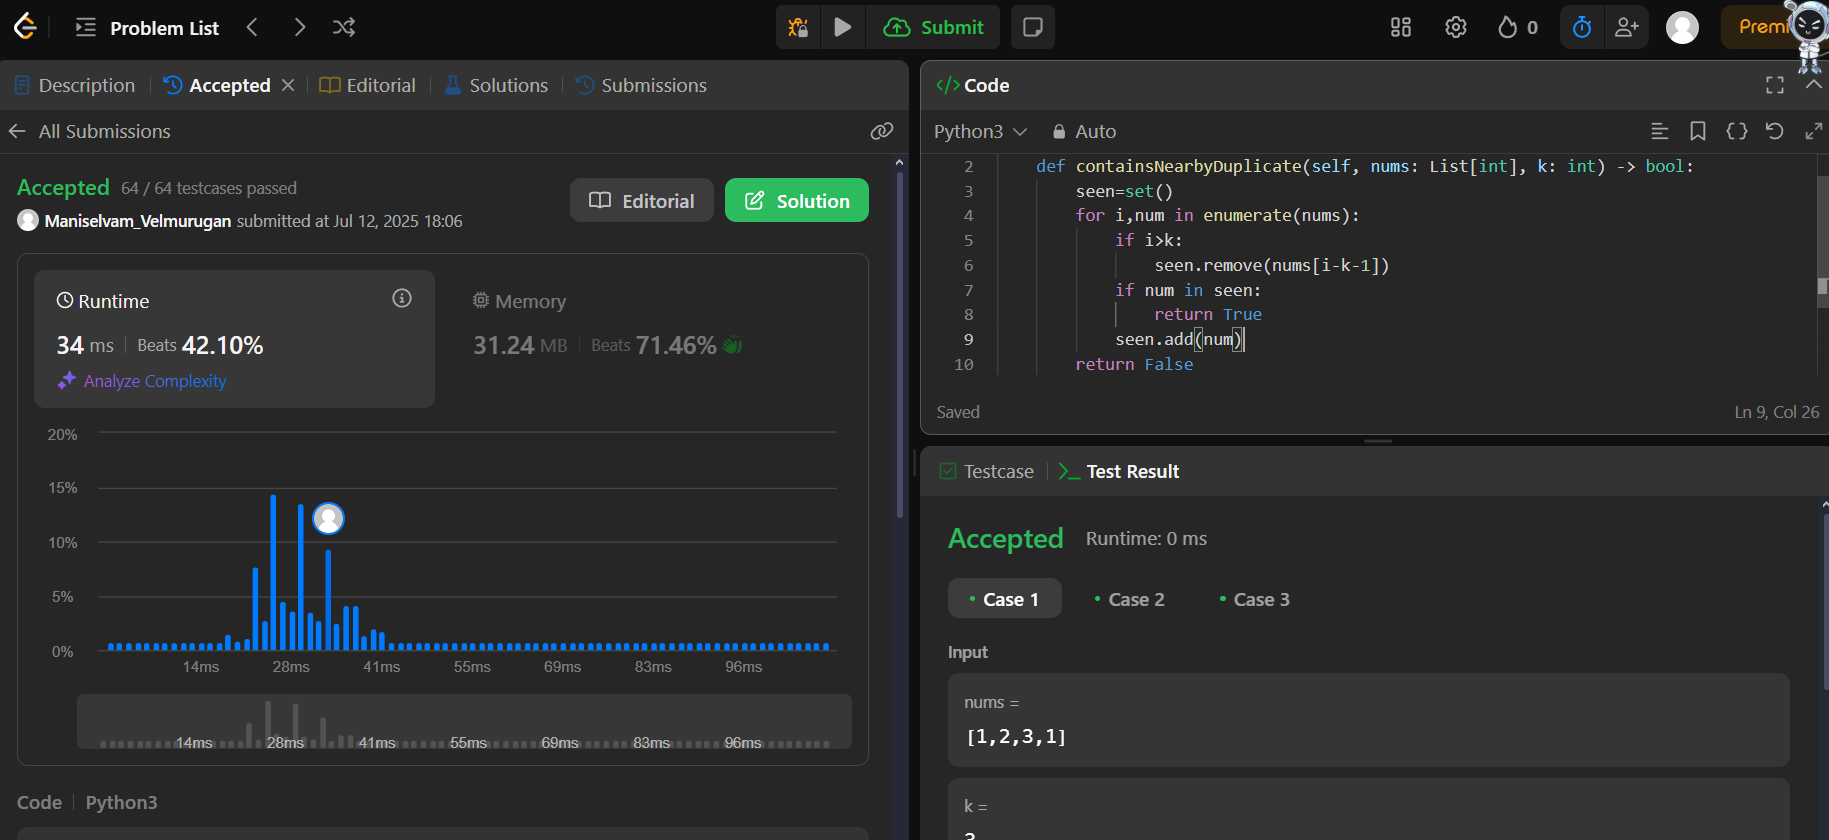 Problem List
Submit
0
Premi
Description
Accepted
Editorial
Solutions
Submissions
All Submissions
Accepted 64 / 64 testcases passed
Maniselvam_Velmurugan submitted at Jul 12, 2025 18:06
Editorial
Solution
Runtime
34 ms Beats 42.10%
Analyze Complexity
Memory
31.24 MB Beats 71.46%
20%
15%
10%
5%
0%
14ms 28ms 41ms 55ms 69ms 83ms 96ms
14ms 28ms 41ms 55ms 69ms 83ms 96ms
Code Python3
</> Code
Python3 Auto
2 def containsNearbyDuplicate(self, nums: List[int], k: int) -> bool:
3 seen=set()
4 for i,num in enumerate(nums):
5 if i>k:
6 seen.remove(nums[i-k-1])
7 if num in seen:
8 return True
9 seen.add(num)
10 return False
Saved
Ln 9, Col 26
Testcase
>_ Test Result
Accepted Runtime: 0 ms
Case 1
Case 2
Case 3
Input
nums =
[1,2,3,1]
k =